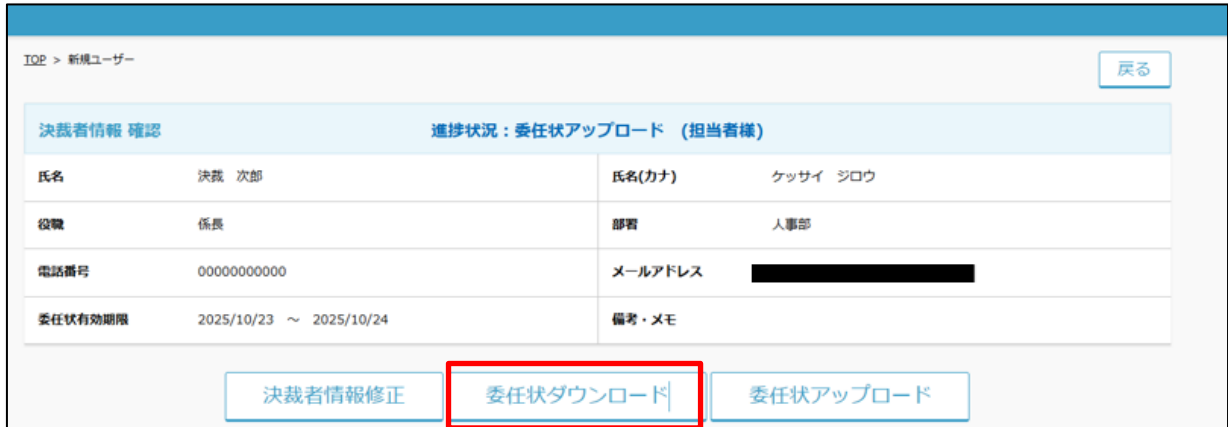 TOP > 新規ユーザー
戻る
決裁者情報 確認 進捗状況：委任状アップロード (担当者様)
氏名 決裁 次郎 氏名(カナ) ケッサイ ジロウ
役職 係長 部署 人事部
電話番号 00000000000 メールアドレス
委任状有効期限 2025/10/23 ～ 2025/10/24 備考・メモ
決裁者情報修正 委任状ダウンロード 委任状アップロード